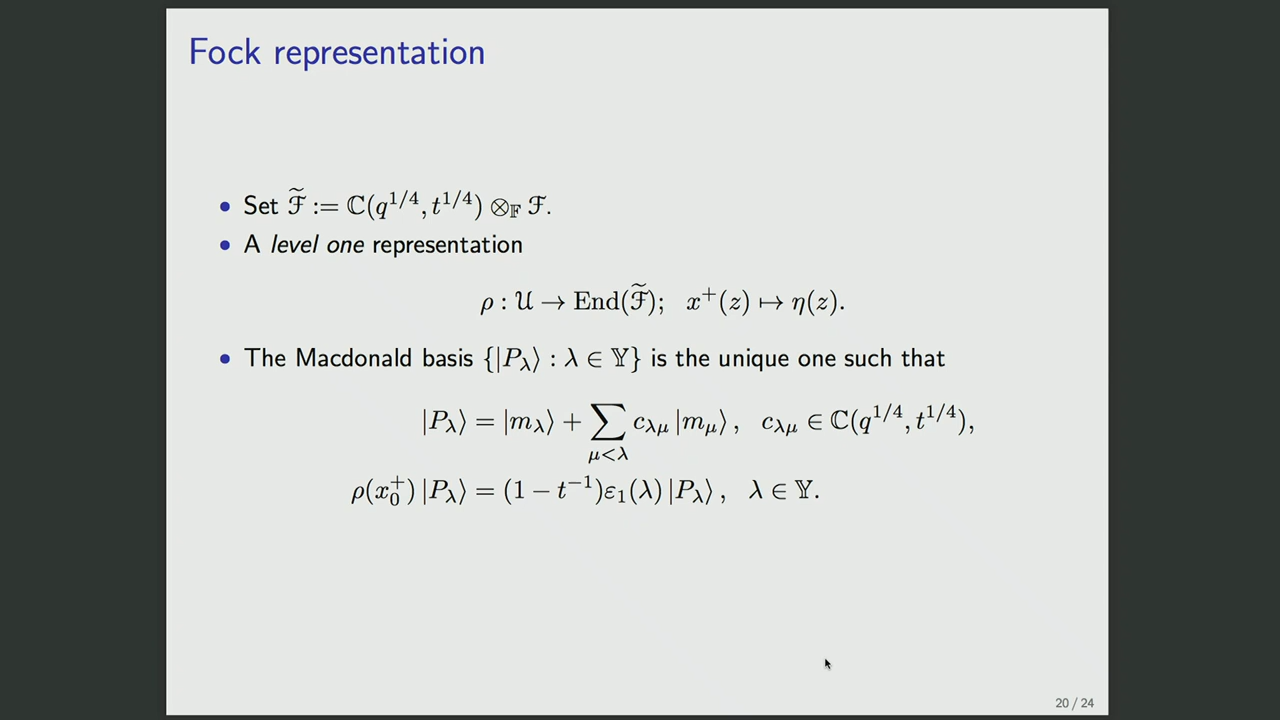 Fock representation
• Set ℱ̃ := ℂ(q^{1/4}, t^{1/4}) ⊗_𝔽 ℱ.
• A level one representation
ρ : 𝒰 → End(ℱ̃); x⁺(z) ↦ η(z).
• The Macdonald basis {|P_λ⟩ : λ ∈ 𝕐} is the unique one such that
|P_λ⟩ = |m_λ⟩ + ∑_{μ<λ} c_{λμ} |m_μ⟩, c_{λμ} ∈ ℂ(q^{1/4}, t^{1/4}),
ρ(x_0^+) |P_λ⟩ = (1 − t^{−1})ε_1(λ) |P_λ⟩, λ ∈ 𝕐.
20 / 24